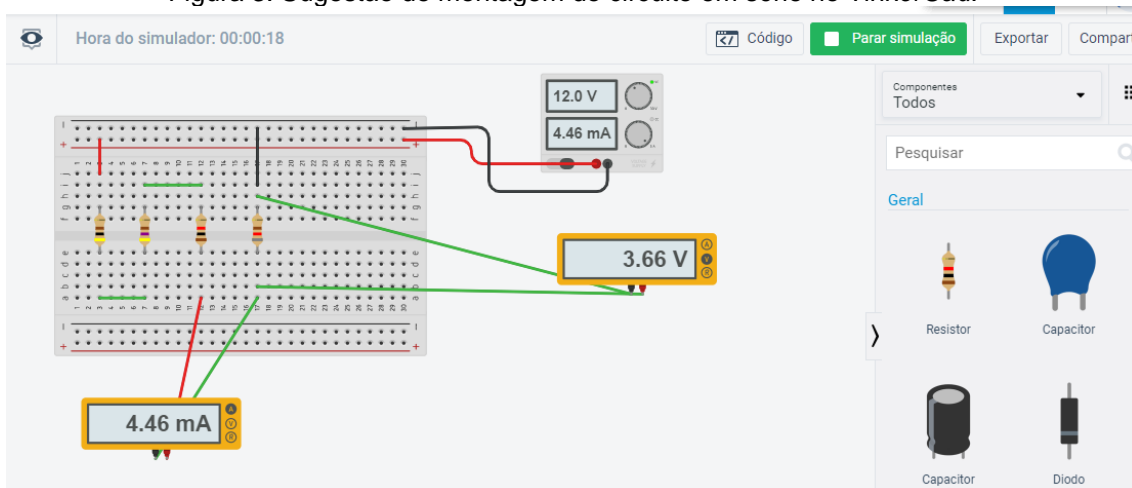 Hora do simulador: 00:00:18
Código
Parar simulação
Exportar
Compart
12.0 V
4.46 mA
3.66 V
4.46 mA
Componentes
Todos
Pesquisar
Geral
Resistor
Capacitor
Capacitor
Diodo